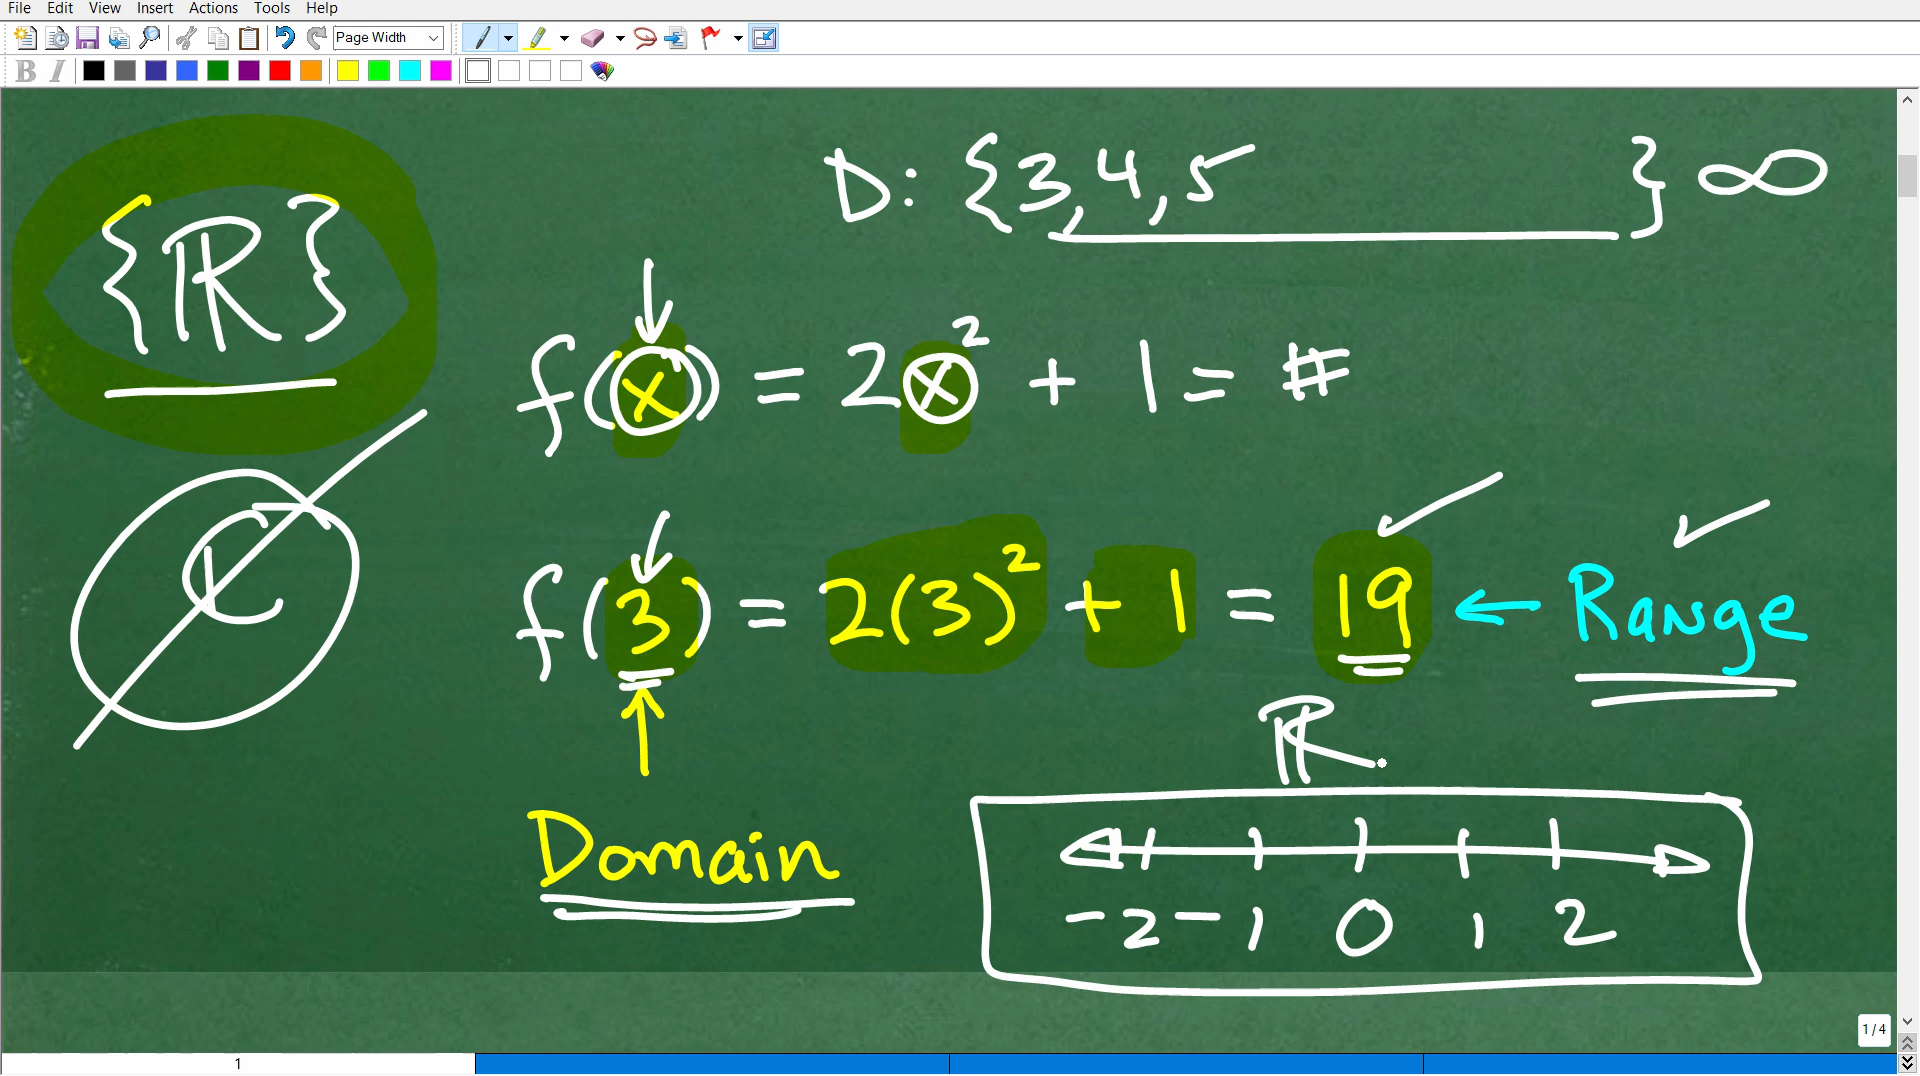 File Edit View Insert Actions Tools Help
Page Width
B I
D: {3, 4, 5 } ∞
{ℝ}
f(x) = 2x² + 1 = #
ℂ
f(3) = 2(3)² + 1 = 19 ← Range
ℝ
Domain
-2 -1 0 1 2
1 / 4
1